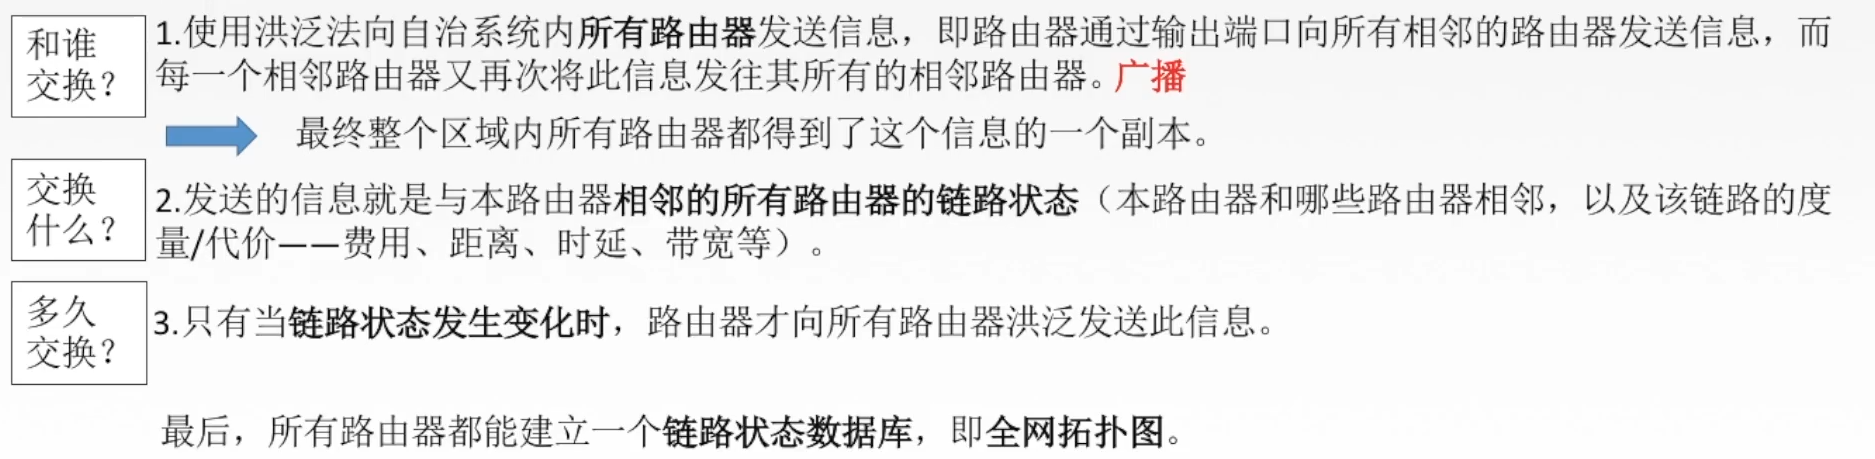 和谁
交换？
1.使用洪泛法向自治系统内所有路由器发送信息，即路由器通过输出端口向所有相邻的路由器发送信息，而
每一个相邻路由器又再次将此信息发往其所有的相邻路由器。广播
最终整个区域内所有路由器都得到了这个信息的一个副本。
交换
什么？
2.发送的信息就是与本路由器相邻的所有路由器的链路状态（本路由器和哪些路由器相邻，以及该链路的度
量/代价——费用、距离、时延、带宽等）。
多久
交换？
3.只有当链路状态发生变化时，路由器才向所有路由器洪泛发送此信息。
最后，所有路由器都能建立一个链路状态数据库，即全网拓扑图。